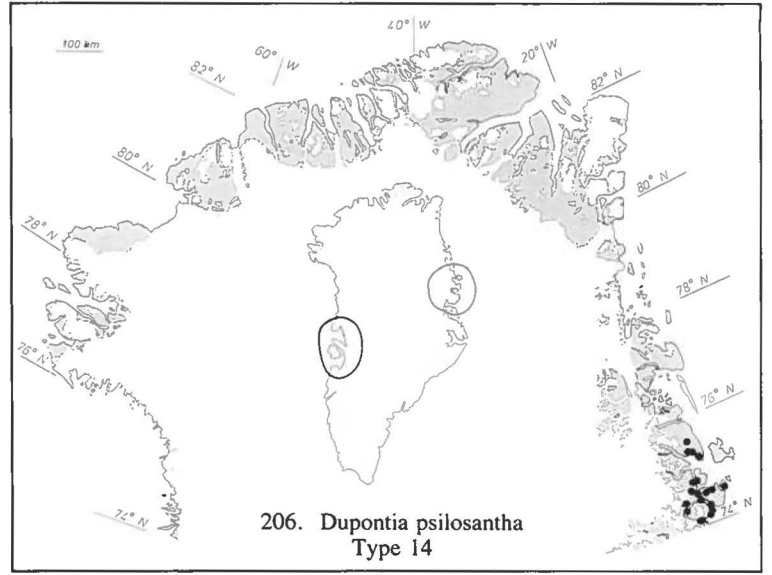 40° W
100 km
60° W
20° W
82° N
82° N
80° N
80° N
78° N
78° N
76° N
76° N
74° N
74° N
206. Dupontia psilosantha
Type 14